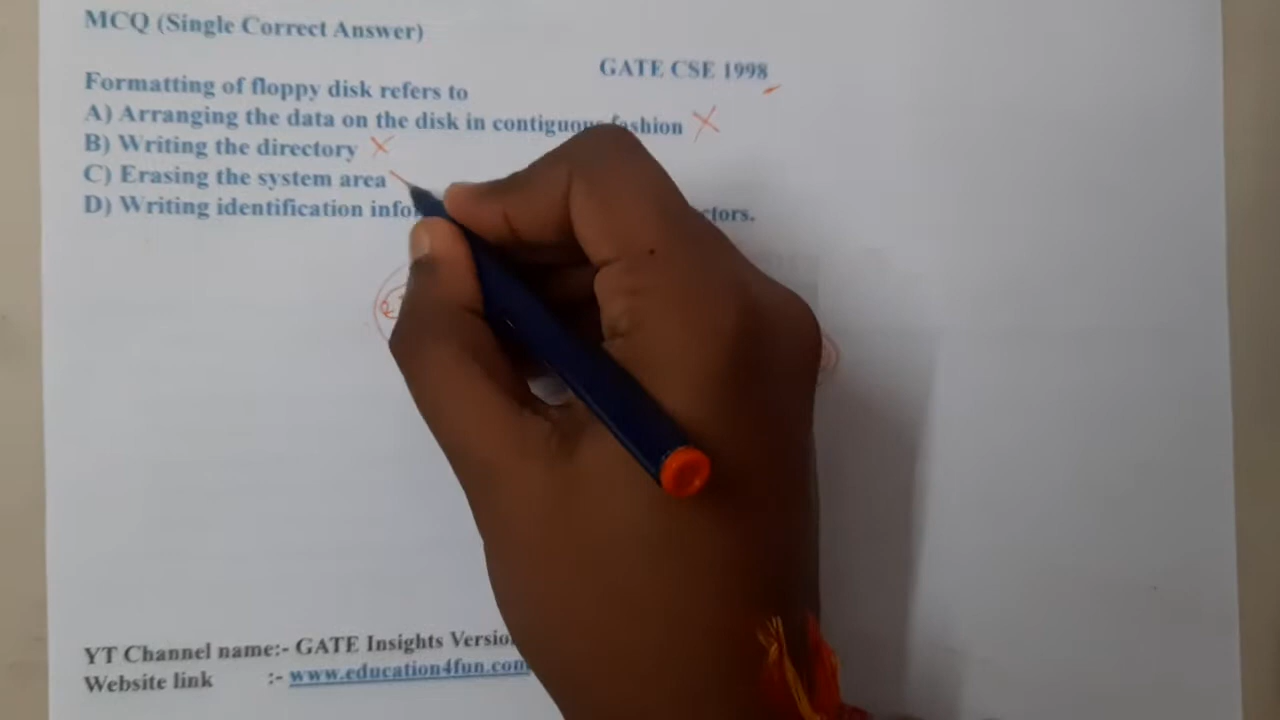 MCQ (Single Correct Answer)
GATE CSE 1998
Formatting of floppy disk refers to
A) Arranging the data on the disk in contiguous fashion
B) Writing the directory
C) Erasing the system area
D) Writing identification
YT Channel name:- GATE Insights
Website link :- www.education4fun.com